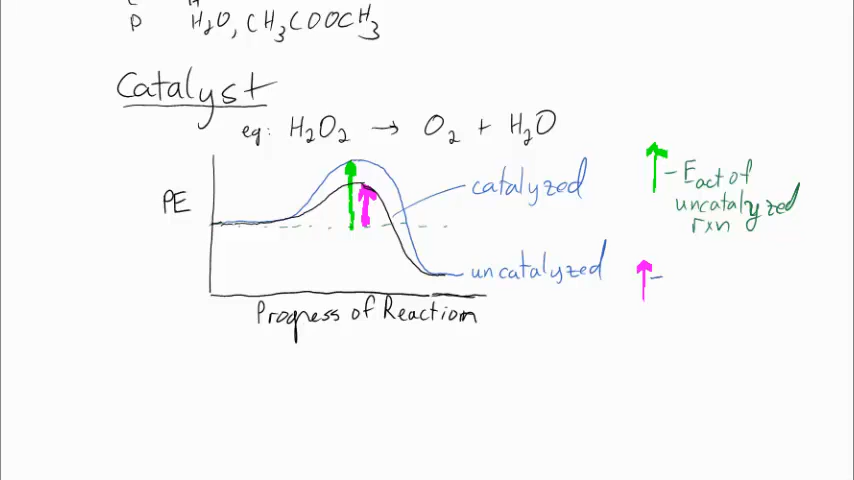 P H₂O, CH₃COOCH₃
Catalyst
eg: H₂O₂ → O₂ + H₂O
PE
catalyzed
uncatalyzed
Progress of Reaction
- Eact of
uncatalyzed
rxn
-